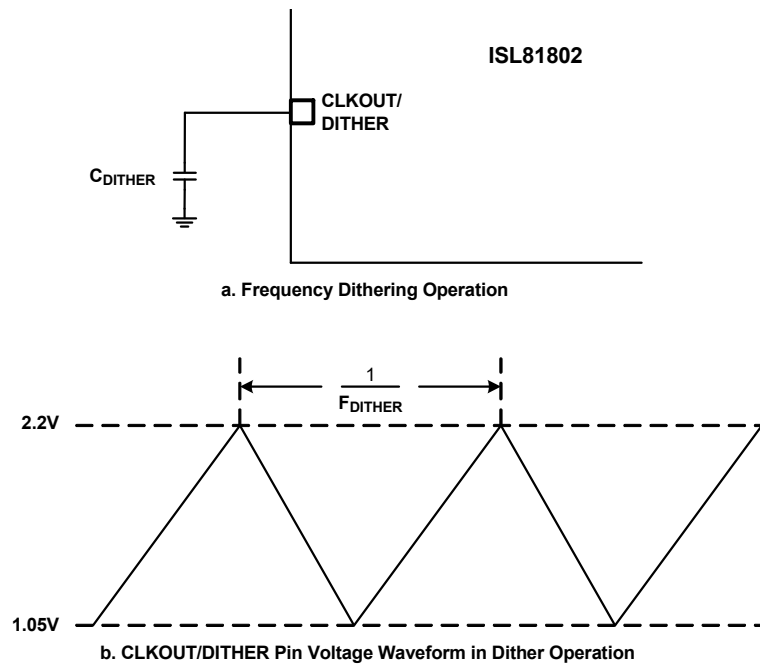 ISL81802
CLKOUT/
DITHER
CDITHER
a. Frequency Dithering Operation
1
FDITHER
2.2V
1.05V
b. CLKOUT/DITHER Pin Voltage Waveform in Dither Operation